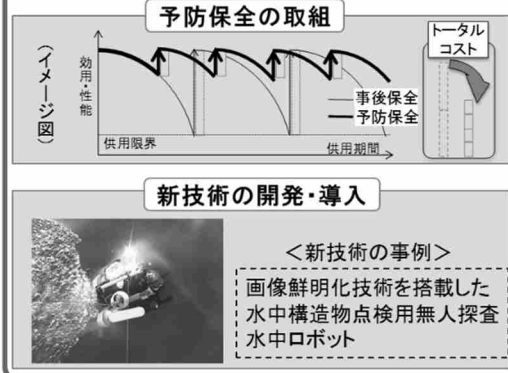 予防保全の取組
(イメージ図)
効用・性能
供用限界
供用期間
事後保全
予防保全
トータル
コスト
新技術の開発・導入
＜新技術の事例＞
画像鮮明化技術を搭載した
水中構造物点検用無人探査
水中ロボット